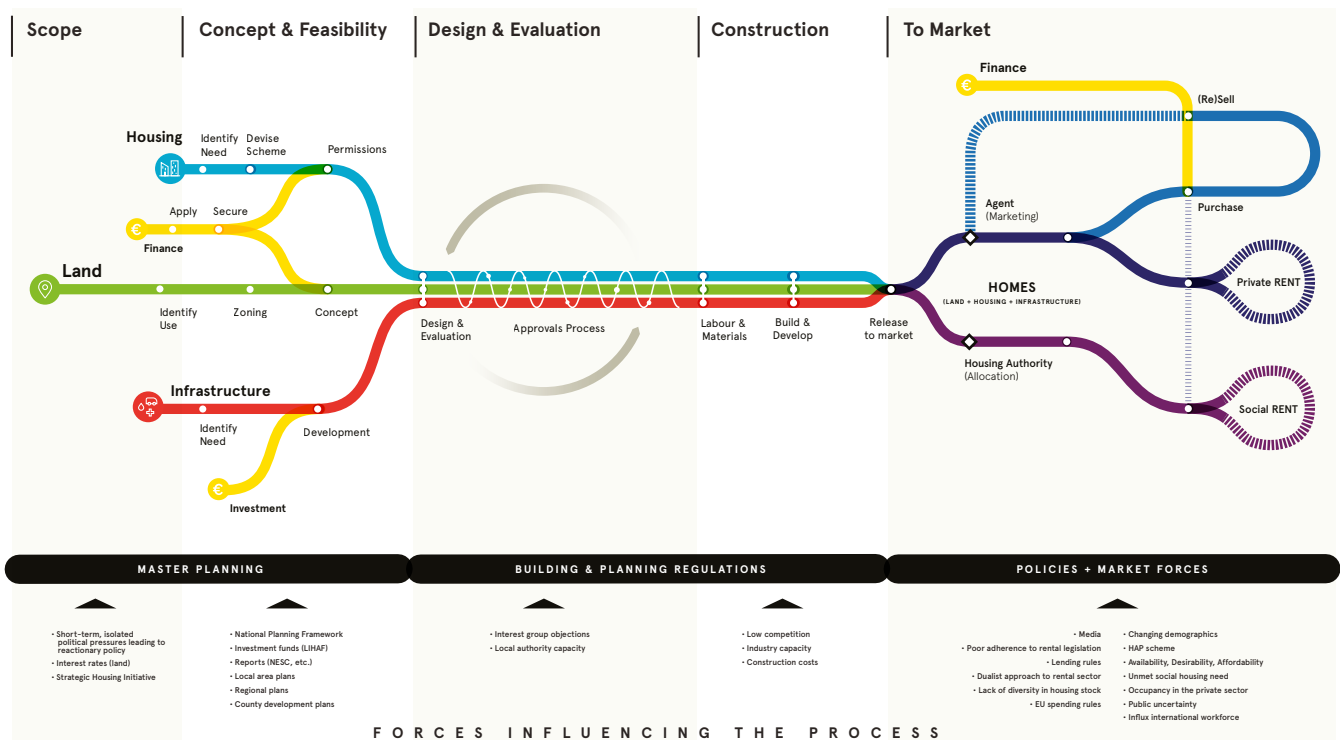 Scope
Concept & Feasibility
Design & Evaluation
Construction
To Market
Finance
€
(Re)Sell
Housing
Identify
Need
Devise
Scheme
Permissions
Apply
Secure
€
Finance
Agent
(Marketing)
Purchase
Land
Identify
Use
Zoning
Concept
Design &
Evaluation
Approvals Process
Labour &
Materials
Build &
Develop
Release
to market
HOMES
(LAND + HOUSING + INFRASTRUCTURE)
Private RENT
Housing Authority
(Allocation)
Social RENT
Infrastructure
Identify
Need
Development
€
Investment
MASTER PLANNING
BUILDING & PLANNING REGULATIONS
POLICIES + MARKET FORCES
• Short-term, isolated
political pressures leading to
reactionary policy
• Interest rates (land)
• Strategic Housing Initiative
• National Planning Framework
• Investment funds (LIHAF)
• Reports (NESC, etc.)
• Local area plans
• Regional plans
• County development plans
• Interest group objections
• Local authority capacity
• Low competition
• Industry capacity
• Construction costs
• Media
• Poor adherence to rental legislation
• Lending rules
• Dualist approach to rental sector
• Lack of diversity in housing stock
• EU spending rules
• Changing demographics
• HAP scheme
• Availability, Desirability, Affordability
• Unmet social housing need
• Occupancy in the private sector
• Public uncertainty
• Influx international workforce
FORCES INFLUENCING THE PROCESS